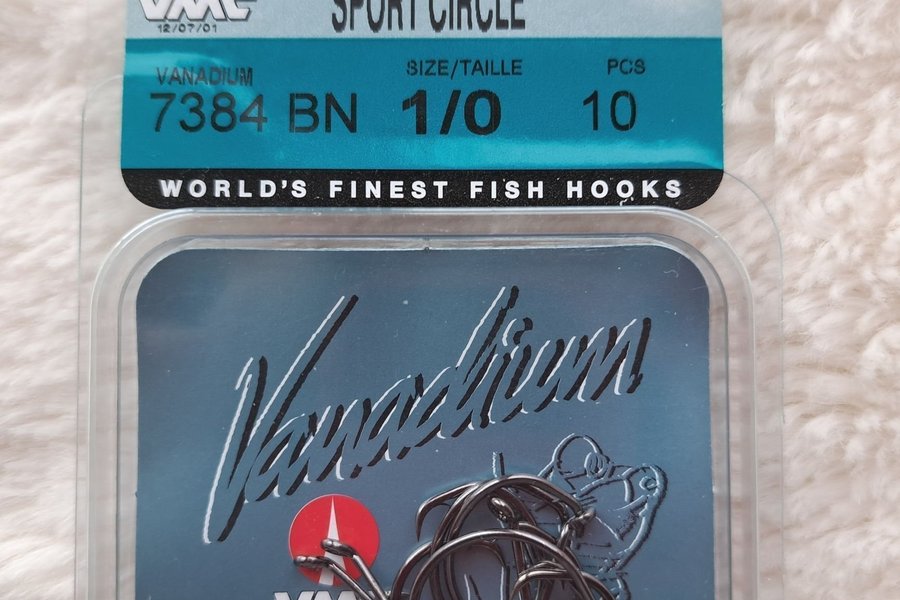 VMC
SPORT CIRCLE
12/07/01
VANADIUM SIZE/TAILLE PCS
7384 BN 1/0 10
WORLD'S FINEST FISH HOOKS
Vanadium
VMC